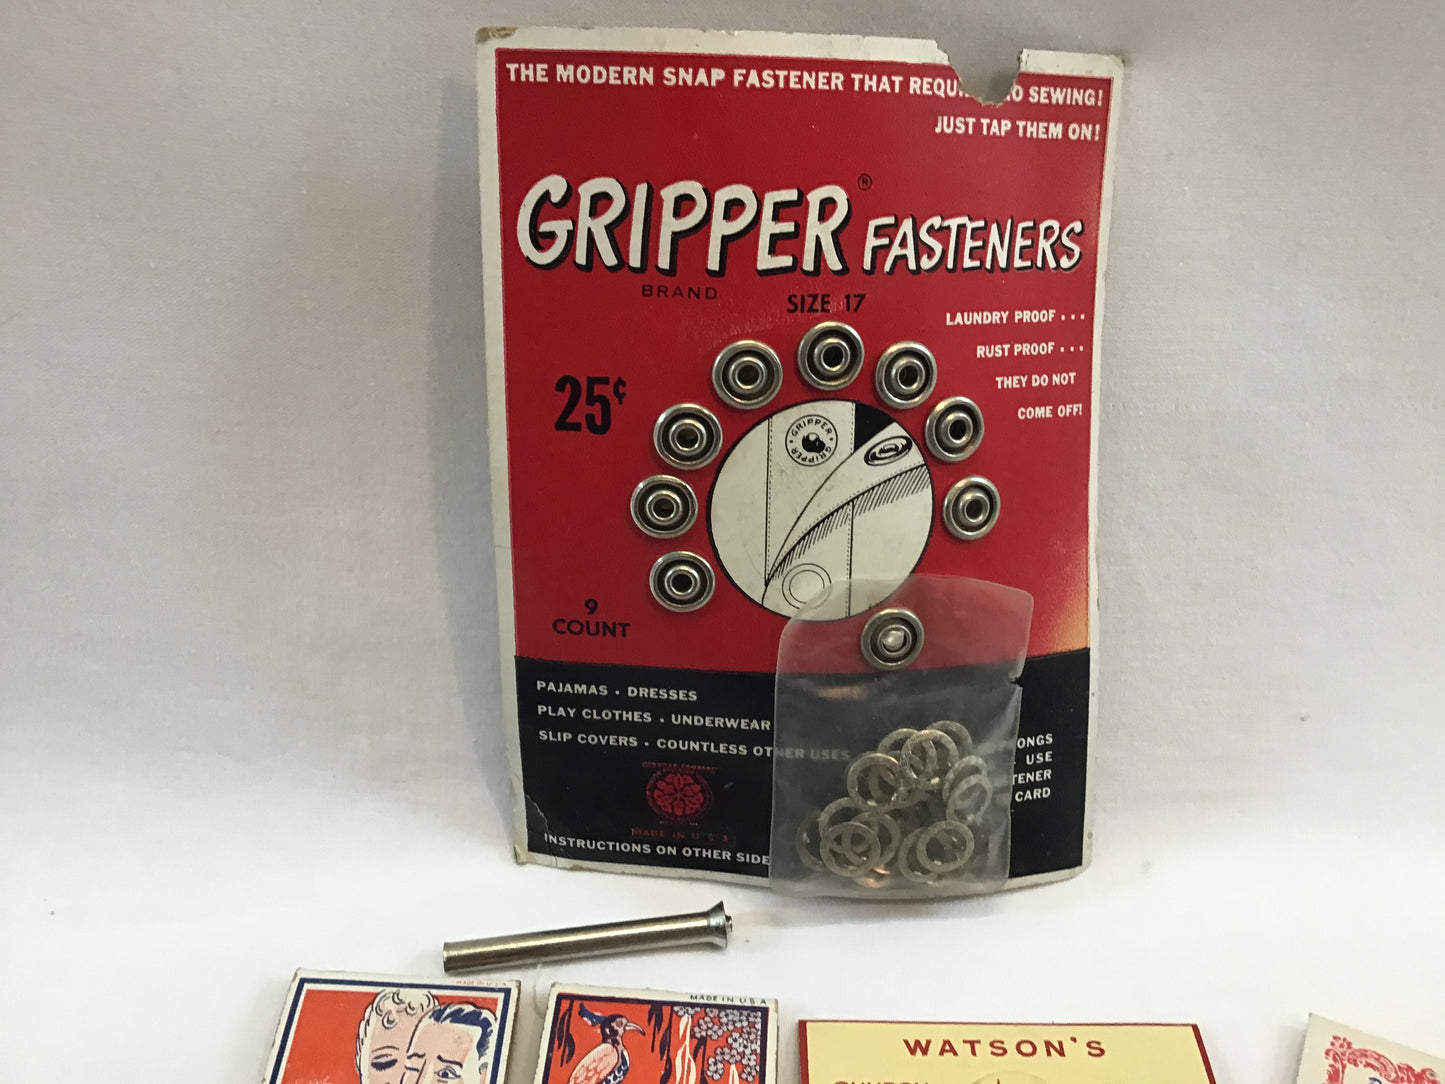 THE MODERN SNAP FASTENER THAT REQU O SEWING!
JUST TAP THEM ON!
GRIPPER® FASTENERS
BRAND
SIZE 17
LAUNDRY PROOF...
RUST PROOF...
THEY DO NOT
COME OFF!
25¢
GRIPPER • GRIPPER •
9
COUNT
PAJAMAS • DRESSES
PLAY CLOTHES • UNDERWEAR
SLIP COVERS • COUNTLESS OTHER USES
ONGS
USE
TENER
CARD
MADE IN U.S.A.
INSTRUCTIONS ON OTHER SIDE
MADE IN U.S.A.
MADE IN U S A
WATSON'S